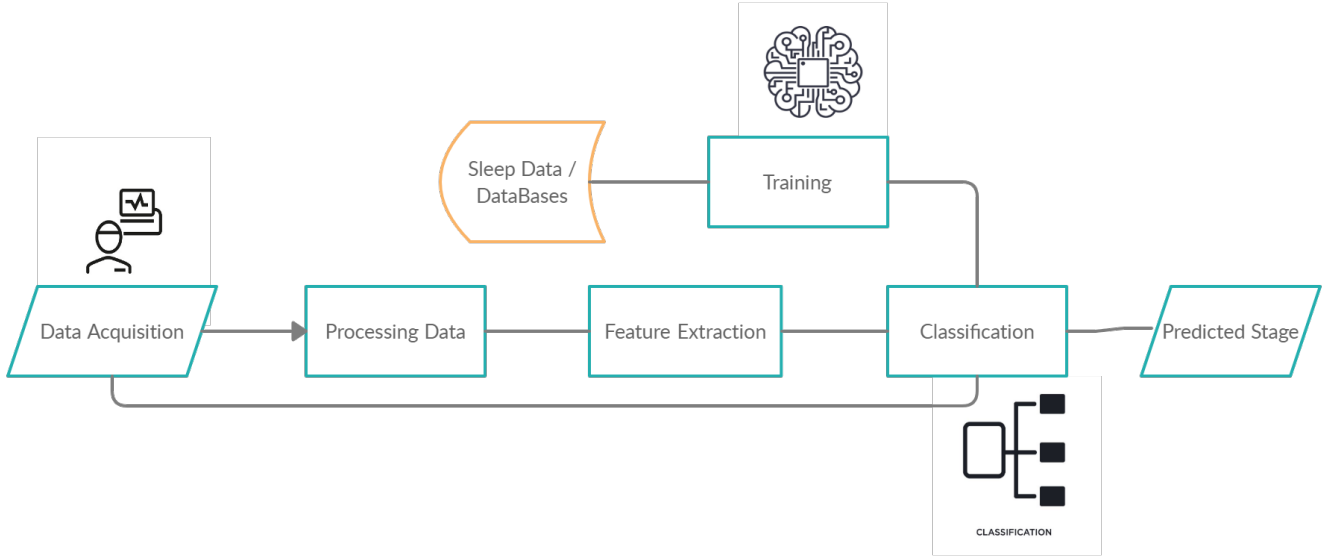 Sleep Data /
DataBases
Training
Data Acquisition
Processing Data
Feature Extraction
Classification
Predicted Stage
CLASSIFICATION